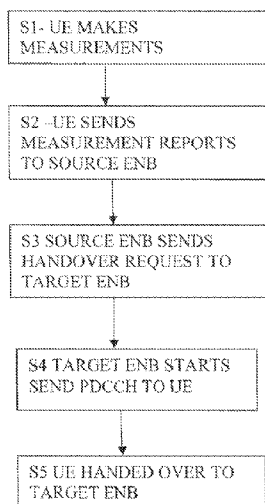 S1- UE MAKES
MEASUREMENTS
S2 –UE SENDS
MEASUREMENT REPORTS
TO SOURCE ENB
S3 SOURCE ENB SENDS
HANDOVER REQUEST TO
TARGET ENB
S4 TARGET ENB STARTS
SEND PDCCH TO UE
S5 UE HANDED OVER TO
TARGET ENB